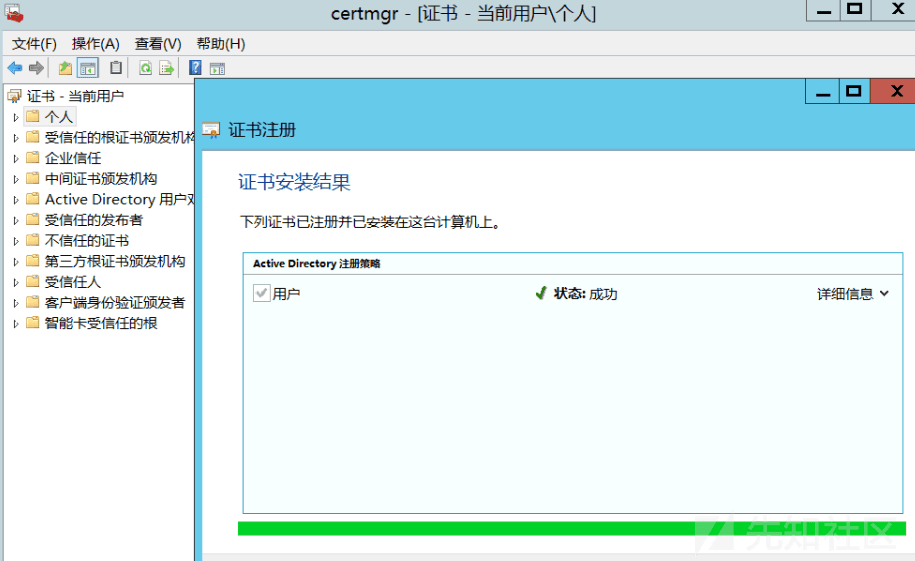 certmgr - [证书 - 当前用户\个人]
文件(F) 操作(A) 查看(V) 帮助(H)
证书 - 当前用户
个人
受信任的根证书颁发机构
企业信任
中间证书颁发机构
Active Directory 用户对
受信任的发布者
不信任的证书
第三方根证书颁发机构
受信任人
客户端身份验证颁发者
智能卡受信任的根
证书注册
证书安装结果
下列证书已注册并已安装在这台计算机上。
Active Directory 注册策略
用户 状态: 成功 详细信息
先知社区